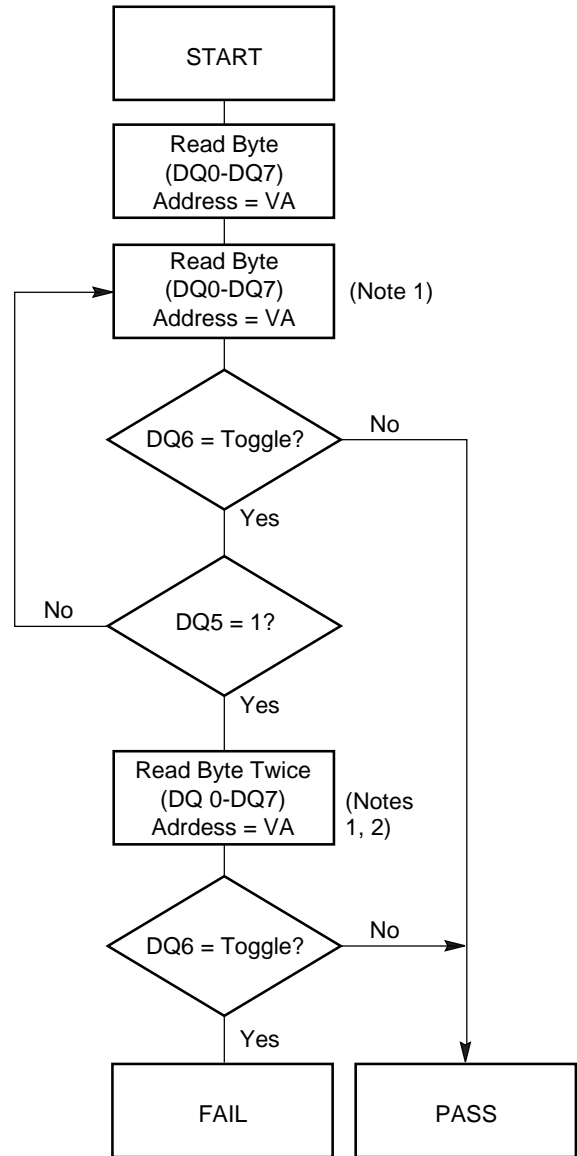 START
Read Byte
(DQ0-DQ7)
Address = VA
Read Byte
(DQ0-DQ7)
Address = VA
(Note 1)
DQ6 = Toggle?
No
Yes
No
DQ5 = 1?
Yes
Read Byte Twice
(DQ 0-DQ7)
Adrdess = VA
(Notes
1, 2)
DQ6 = Toggle?
No
Yes
FAIL
PASS